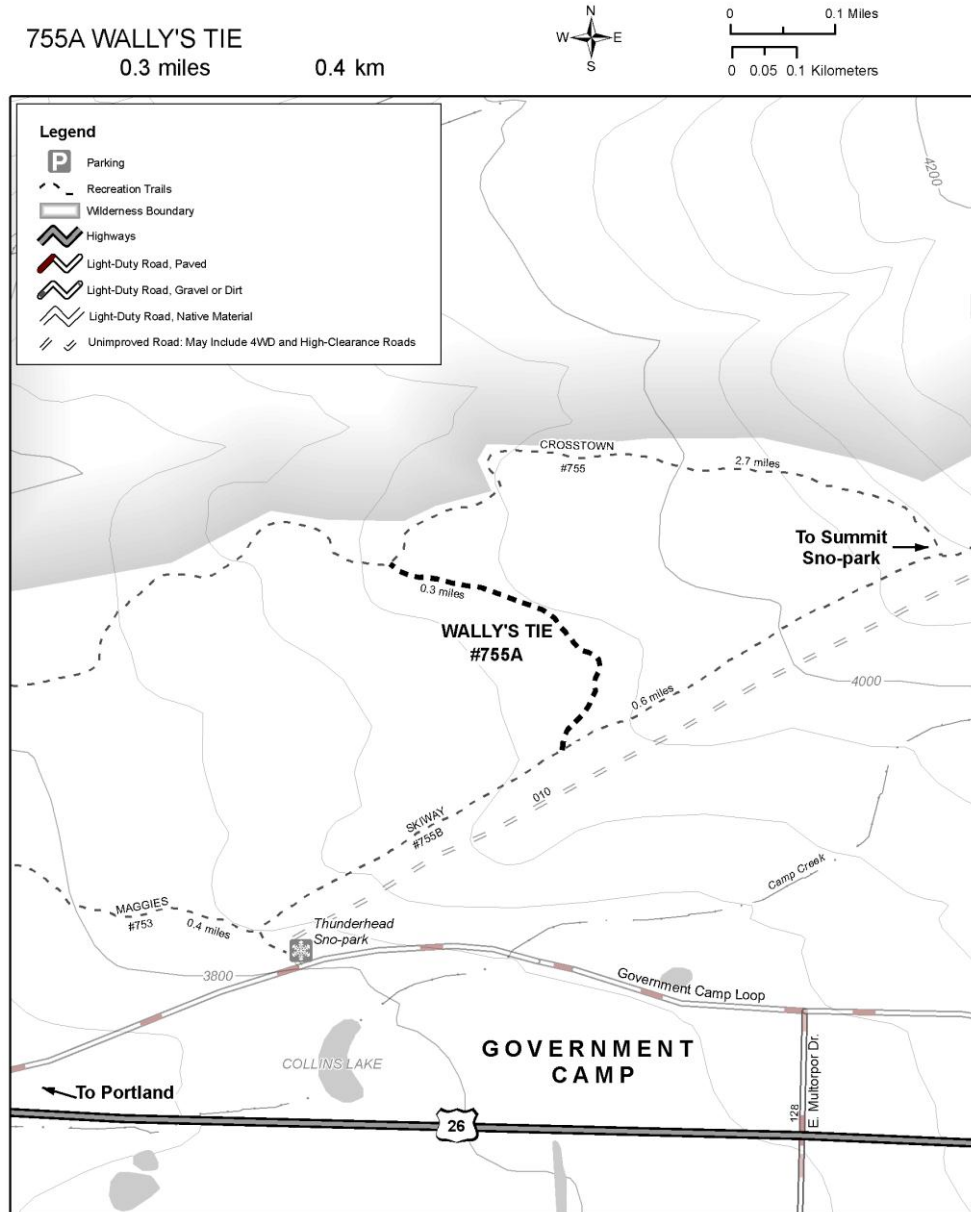 755A WALLY'S TIE
0.3 miles 0.4 km
N
W E
S
0 0.1 Miles
0 0.05 0.1 Kilometers
Legend
P Parking
Recreation Trails
Wilderness Boundary
Highways
Light-Duty Road, Paved
Light-Duty Road, Gravel or Dirt
Light-Duty Road, Native Material
Unimproved Road: May Include 4WD and High-Clearance Roads
4200
CROSSTOWN
#755
2.7 miles
To Summit
Sno-park
0.3 miles
WALLY'S TIE
#755A
4000
0.6 miles
010
SKIWAY
#755B
Camp Creek
MAGGIES
#753
0.4 miles
Thunderhead
Sno-park
3800
Government Camp Loop
COLLINS LAKE
GOVERNMENT
CAMP
E. Multorpor Dr.
128
To Portland
26